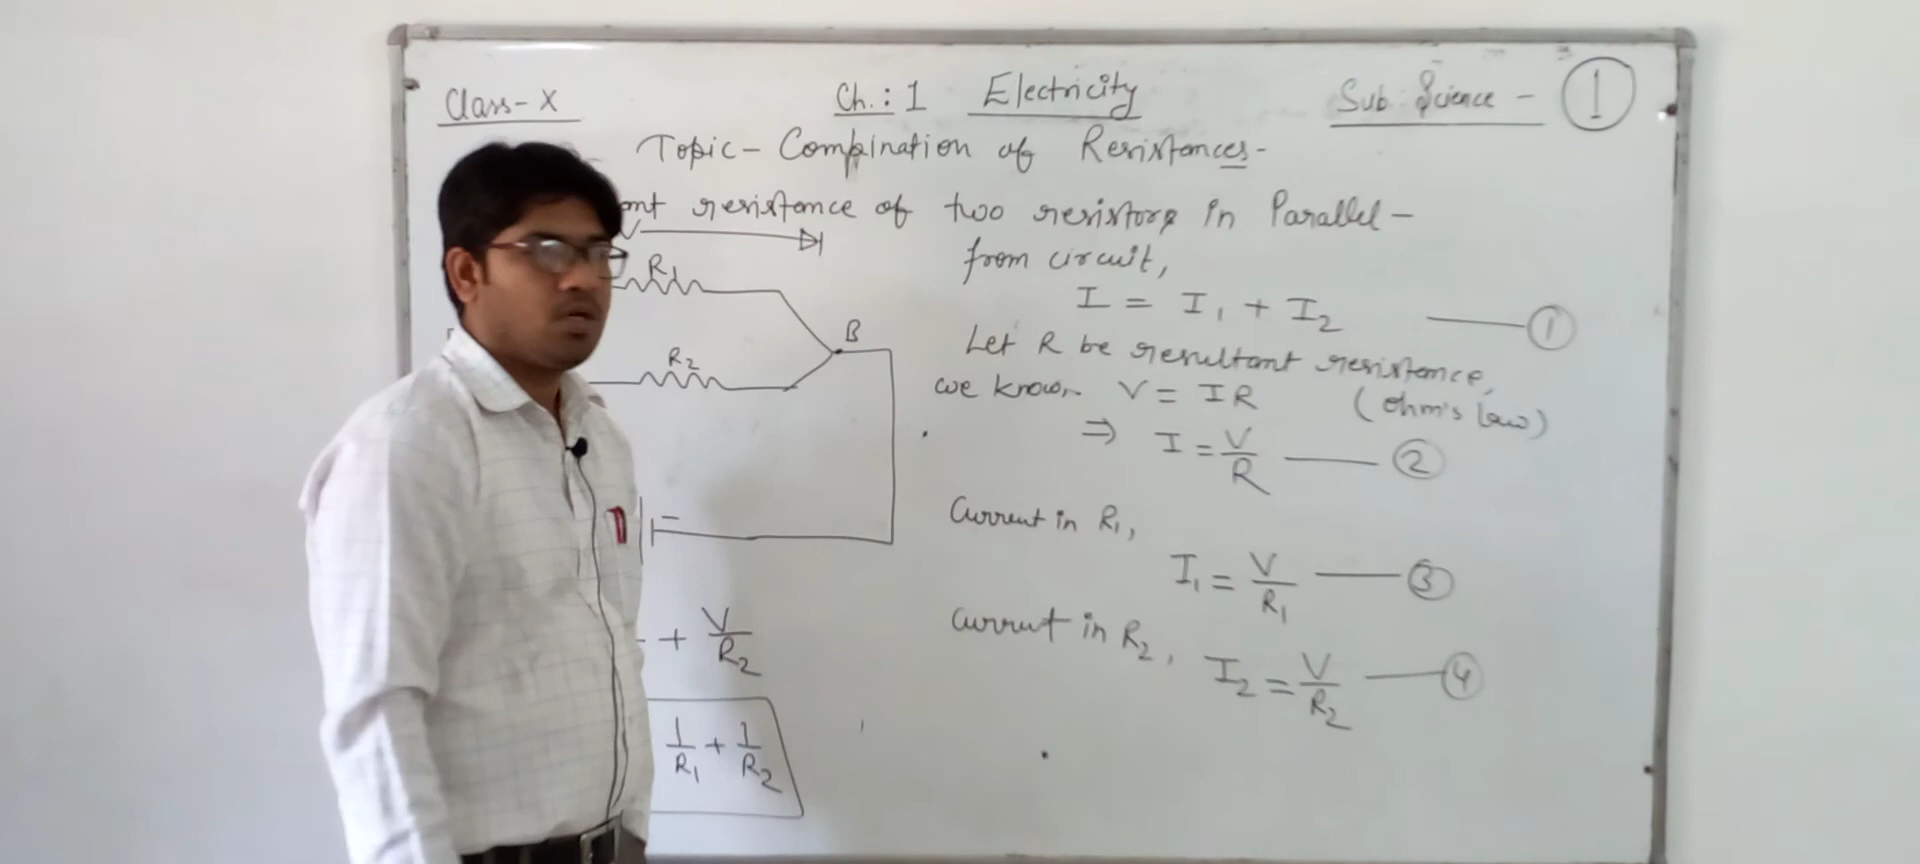 Class-X
Ch.: 1 Electricity
Sub: Science - 1
Topic- Combination of Resistances-
resistance of two resistors in Parallel-
V
R1
R2
B
-
+ V/R2
1/R1 + 1/R2
from circuit,
I = I1 + I2 —— 1
Let R be resultant resistance,
we know V = IR (Ohm's law)
⇒ I = V/R —— 2
Current in R1,
I1 = V/R1 —— 3
Current in R2,
I2 = V/R2 —— 4